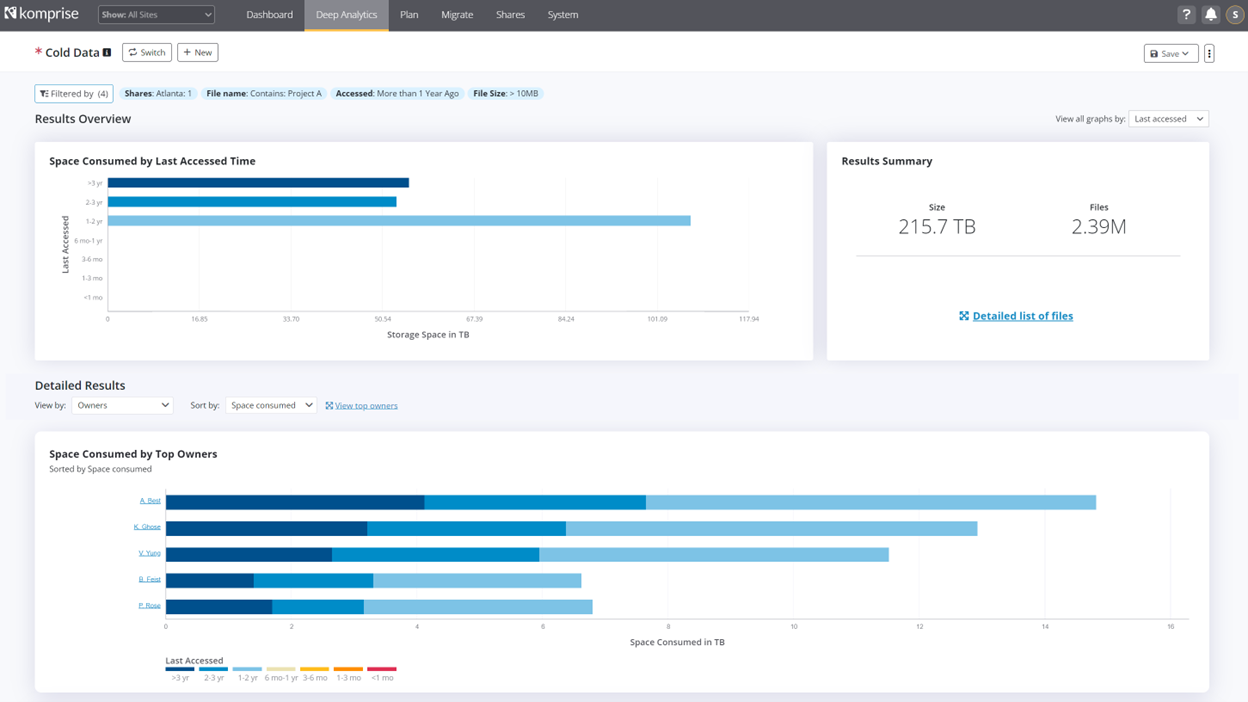 komprise
Show: All Sites
Dashboard
Deep Analytics
Plan
Migrate
Shares
System
?
S
* Cold Data
Switch
+ New
Save
Filtered by (4)
Shares: Atlanta: 1
File name: Contains: Project A
Accessed: More than 1 Year Ago
File Size: > 10MB
Results Overview
View all graphs by: Last accessed
Space Consumed by Last Accessed Time
Last Accessed
>3 yr
2-3 yr
1-2 yr
6 mo-1 yr
3-6 mo
1-3 mo
<1 mo
0 16.85 33.70 50.54 67.39 84.24 101.09 117.94
Storage Space in TB
Results Summary
Size Files
215.7 TB 2.39M
Detailed list of files
Detailed Results
View by: Owners Sort by: Space consumed View top owners
Space Consumed by Top Owners
Sorted by Space consumed
A. Best
K. Ghose
V. Yung
B. Feist
P. Rose
0 2 4 6 8 10 12 14 16
Space Consumed in TB
Last Accessed
>3 yr 2-3 yr 1-2 yr 6 mo-1 yr 3-6 mo 1-3 mo <1 mo